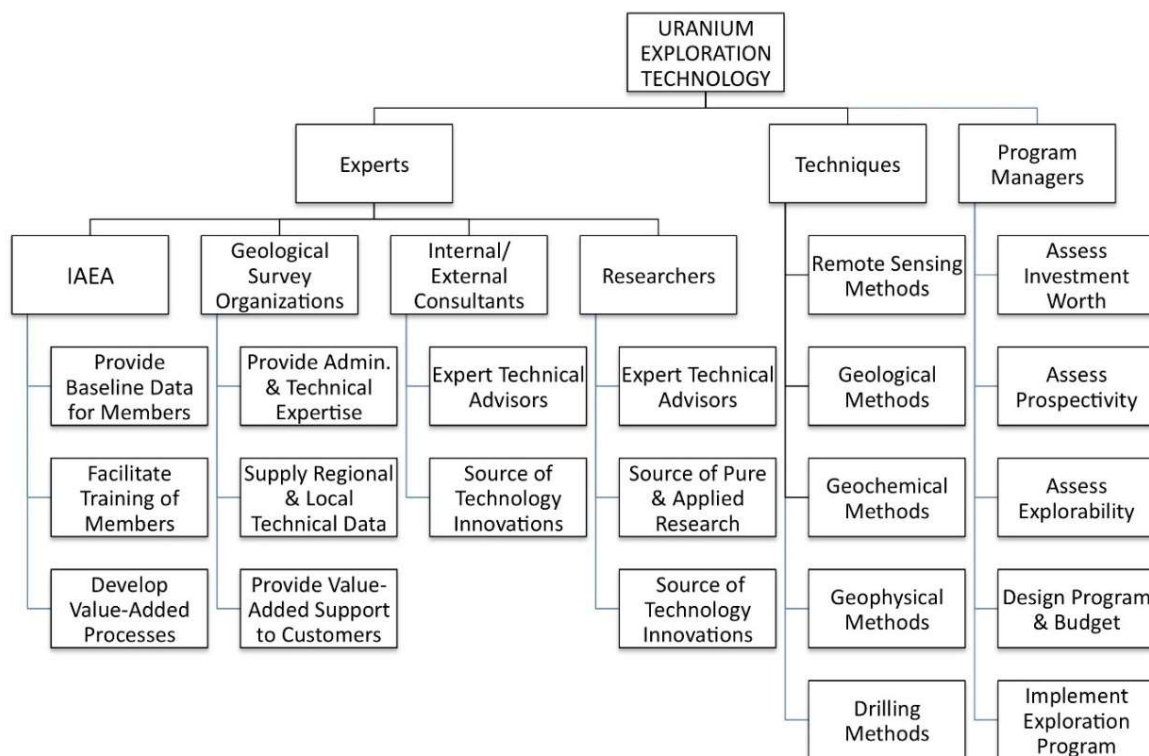 URANIUM
EXPLORATION
TECHNOLOGY
Experts
Techniques
Program
Managers
IAEA
Geological
Survey
Organizations
Internal/
External
Consultants
Researchers
Remote Sensing
Methods
Assess
Investment
Worth
Provide
Baseline Data
for Members
Provide Admin.
& Technical
Expertise
Expert Technical
Advisors
Expert Technical
Advisors
Geological
Methods
Assess
Prospectivity
Facilitate
Training of
Members
Supply Regional
& Local
Technical Data
Source of
Technology
Innovations
Source of Pure
& Applied
Research
Geochemical
Methods
Assess
Explorability
Develop
Value-Added
Processes
Provide Value-
Added Support
to Customers
Source of
Technology
Innovations
Geophysical
Methods
Design Program
& Budget
Drilling
Methods
Implement
Exploration
Program